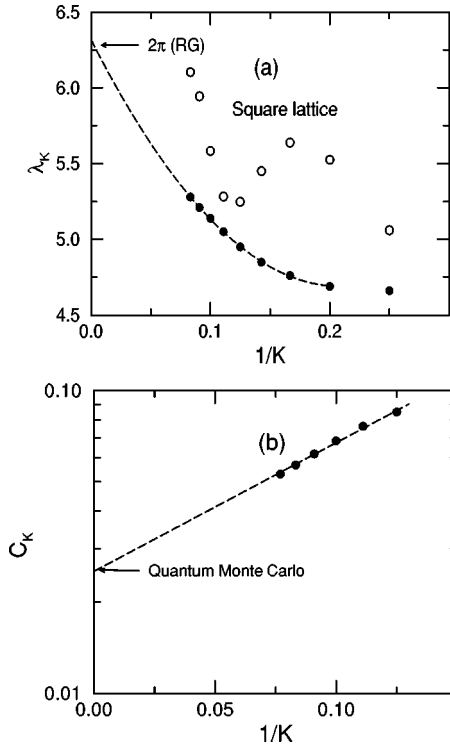 6.5
2π (RG)
(a)
6.0
Square lattice
λK
5.5
5.0
4.5
0.0 0.1 0.2
1/K
0.10
(b)
CK
Quantum Monte Carlo
0.01
0.00 0.05 0.10
1/K